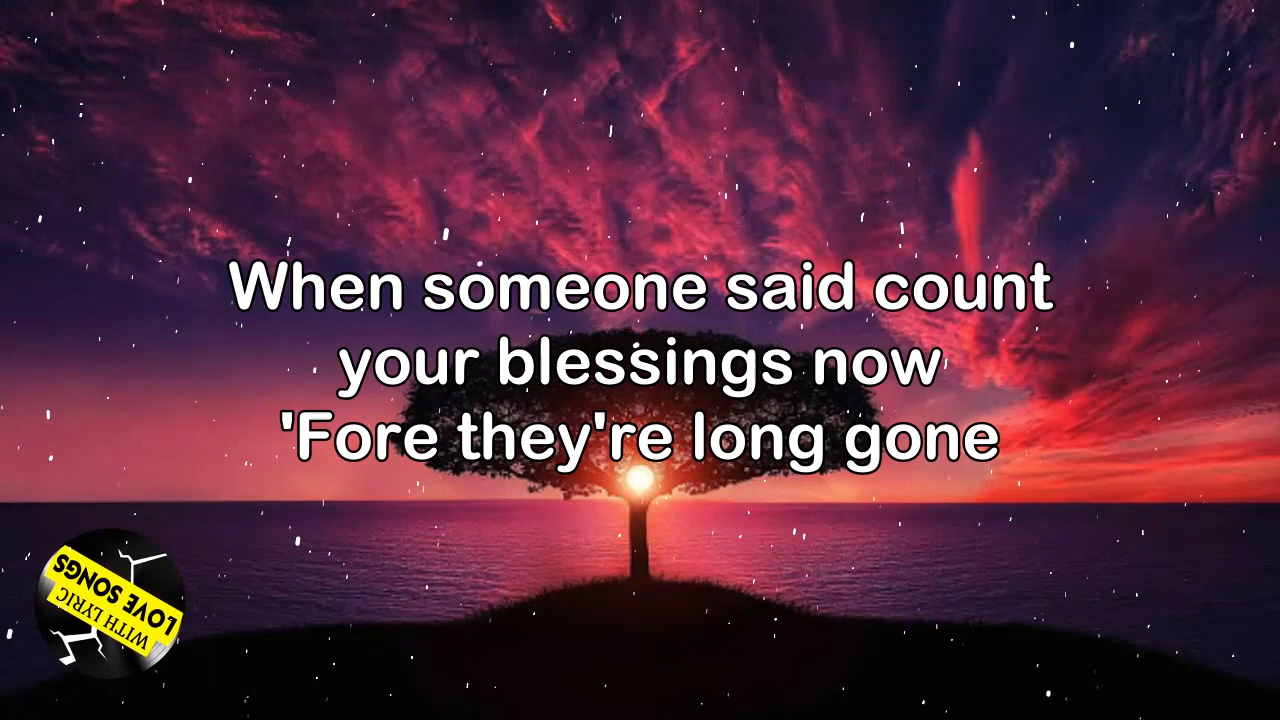 When someone said count
your blessings now
'Fore they're long gone
LOVE SONGS
WITH LYRIC